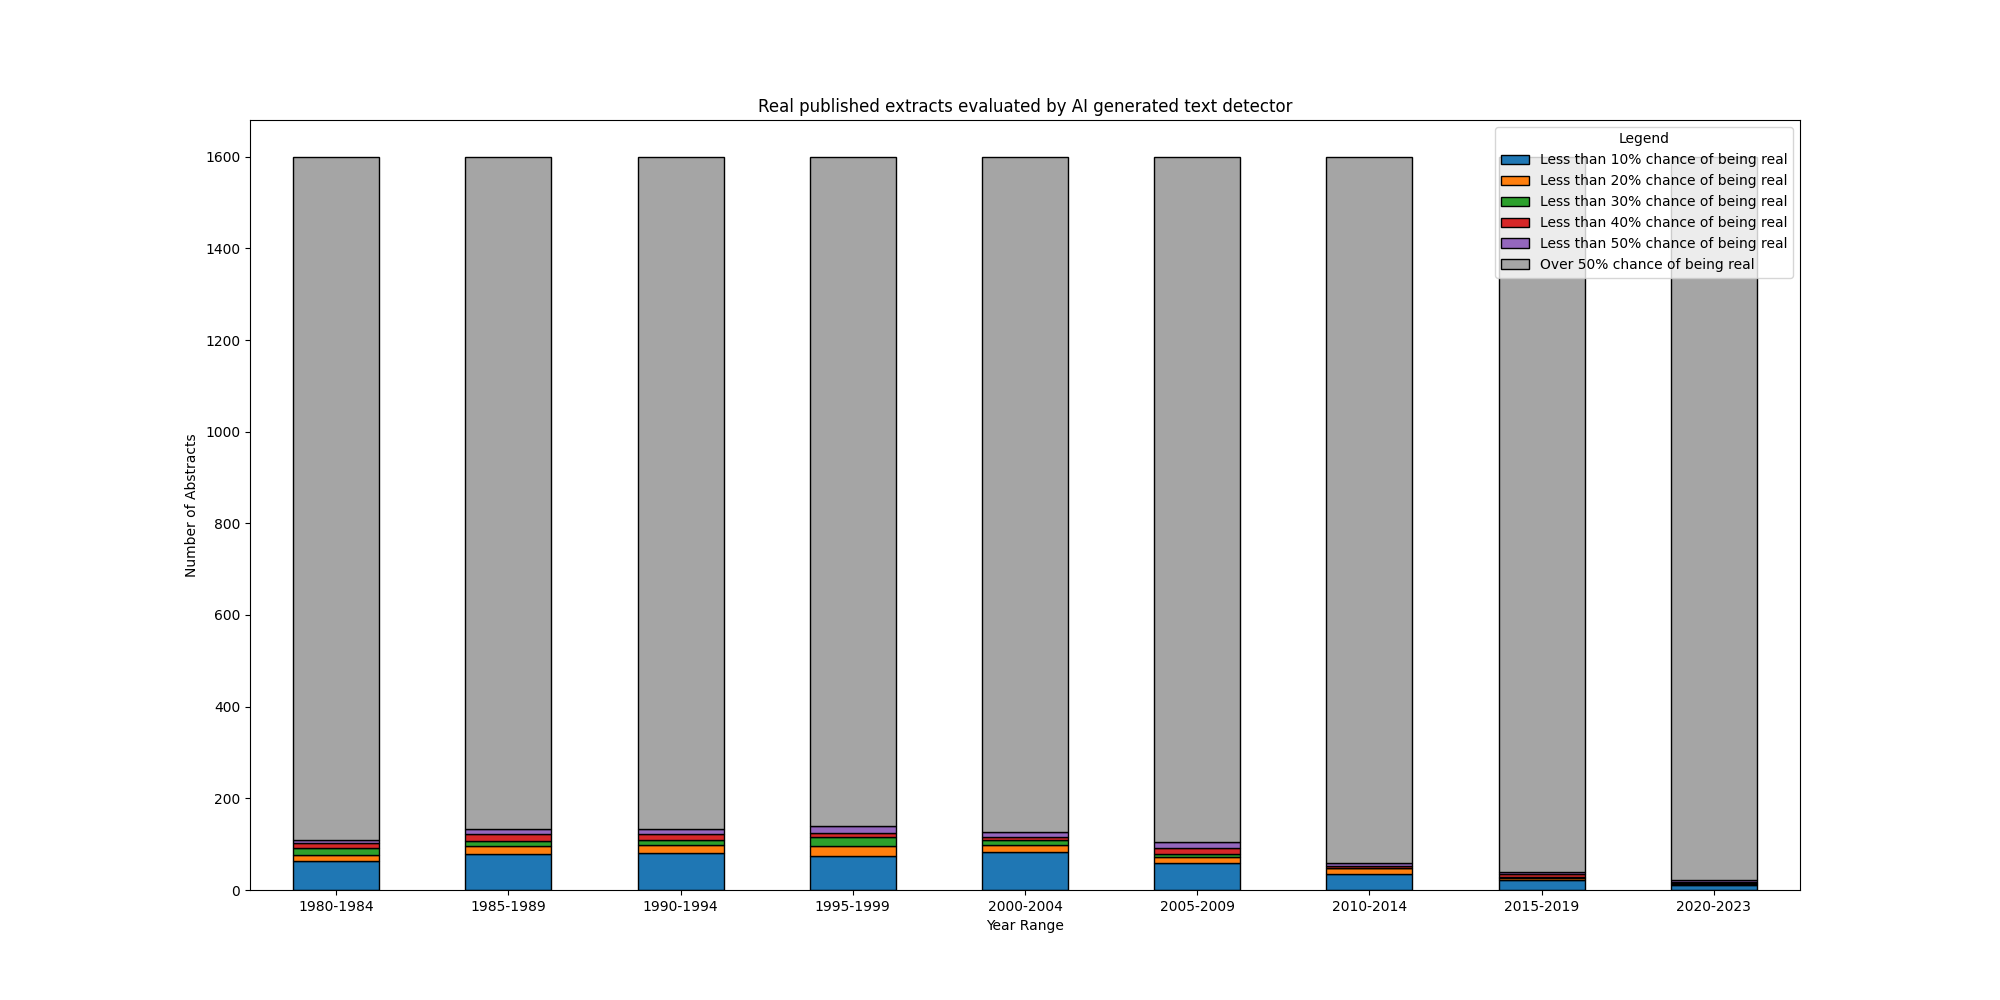 Real published extracts evaluated by AI generated text detector
Legend
Less than 10% chance of being real
Less than 20% chance of being real
Less than 30% chance of being real
Less than 40% chance of being real
Less than 50% chance of being real
Over 50% chance of being real
Number of Abstracts
1600
1400
1200
1000
800
600
400
200
0
1980-1984 1985-1989 1990-1994 1995-1999 2000-2004 2005-2009 2010-2014 2015-2019 2020-2023
Year Range